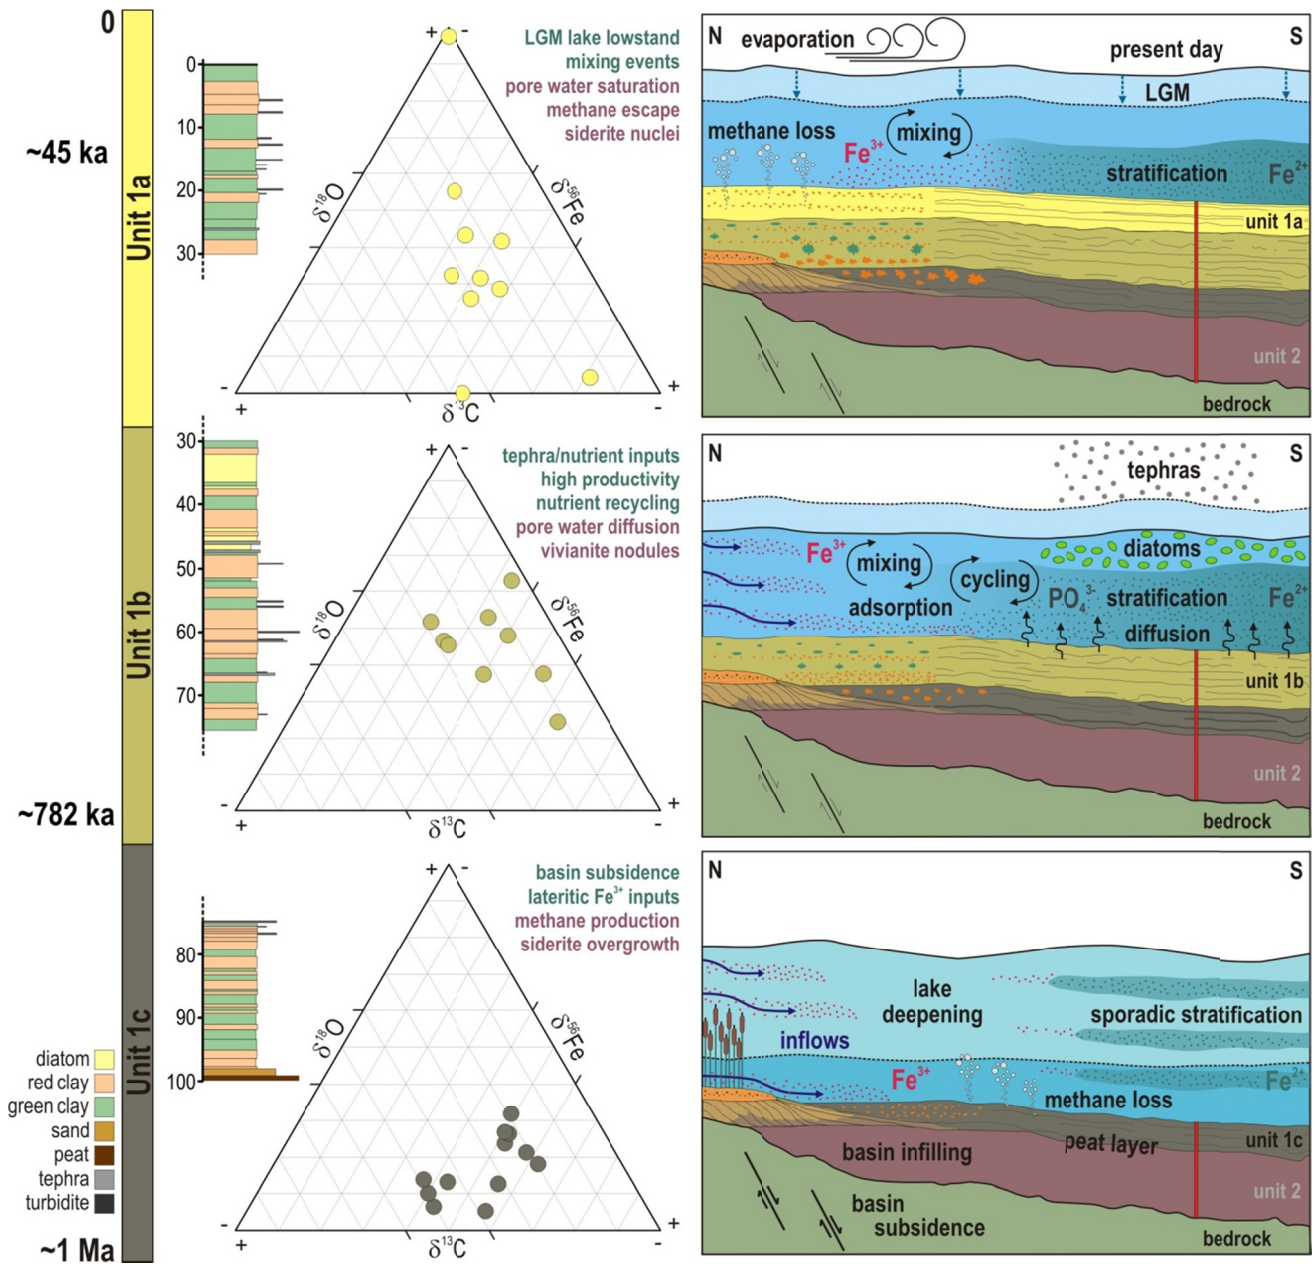 0
~45 ka
Unit 1a
0
10
20
30
+ -
δ¹⁸O
δ⁵⁶Fe
- +
+ δ¹³C -
LGM lake lowstand
mixing events
pore water saturation
methane escape
siderite nuclei
N S
evaporation
present day
LGM
methane loss
Fe³⁺
mixing
stratification
Fe²⁺
unit 1a
unit 2
bedrock
~782 ka
Unit 1b
30
40
50
60
70
+ -
δ¹⁸O
δ⁵⁶Fe
- +
+ δ¹³C -
tephra/nutrient inputs
high productivity
nutrient recycling
pore water diffusion
vivianite nodules
N S
tephras
Fe³⁺
mixing
diatoms
cycling
adsorption
PO₄³⁻
stratification
Fe²⁺
diffusion
unit 1b
unit 2
bedrock
Unit 1c
80
90
100
diatom
red clay
green clay
sand
peat
tephra
turbidite
~1 Ma
+ -
δ¹⁸O
δ⁵⁶Fe
- +
+ δ¹³C -
basin subsidence
lateritic Fe³⁺ inputs
methane production
siderite overgrowth
N S
lake
deepening
sporadic stratification
inflows
Fe³⁺
Fe²⁺
methane loss
peat layer
unit 1c
basin infilling
unit 2
basin
subsidence
bedrock